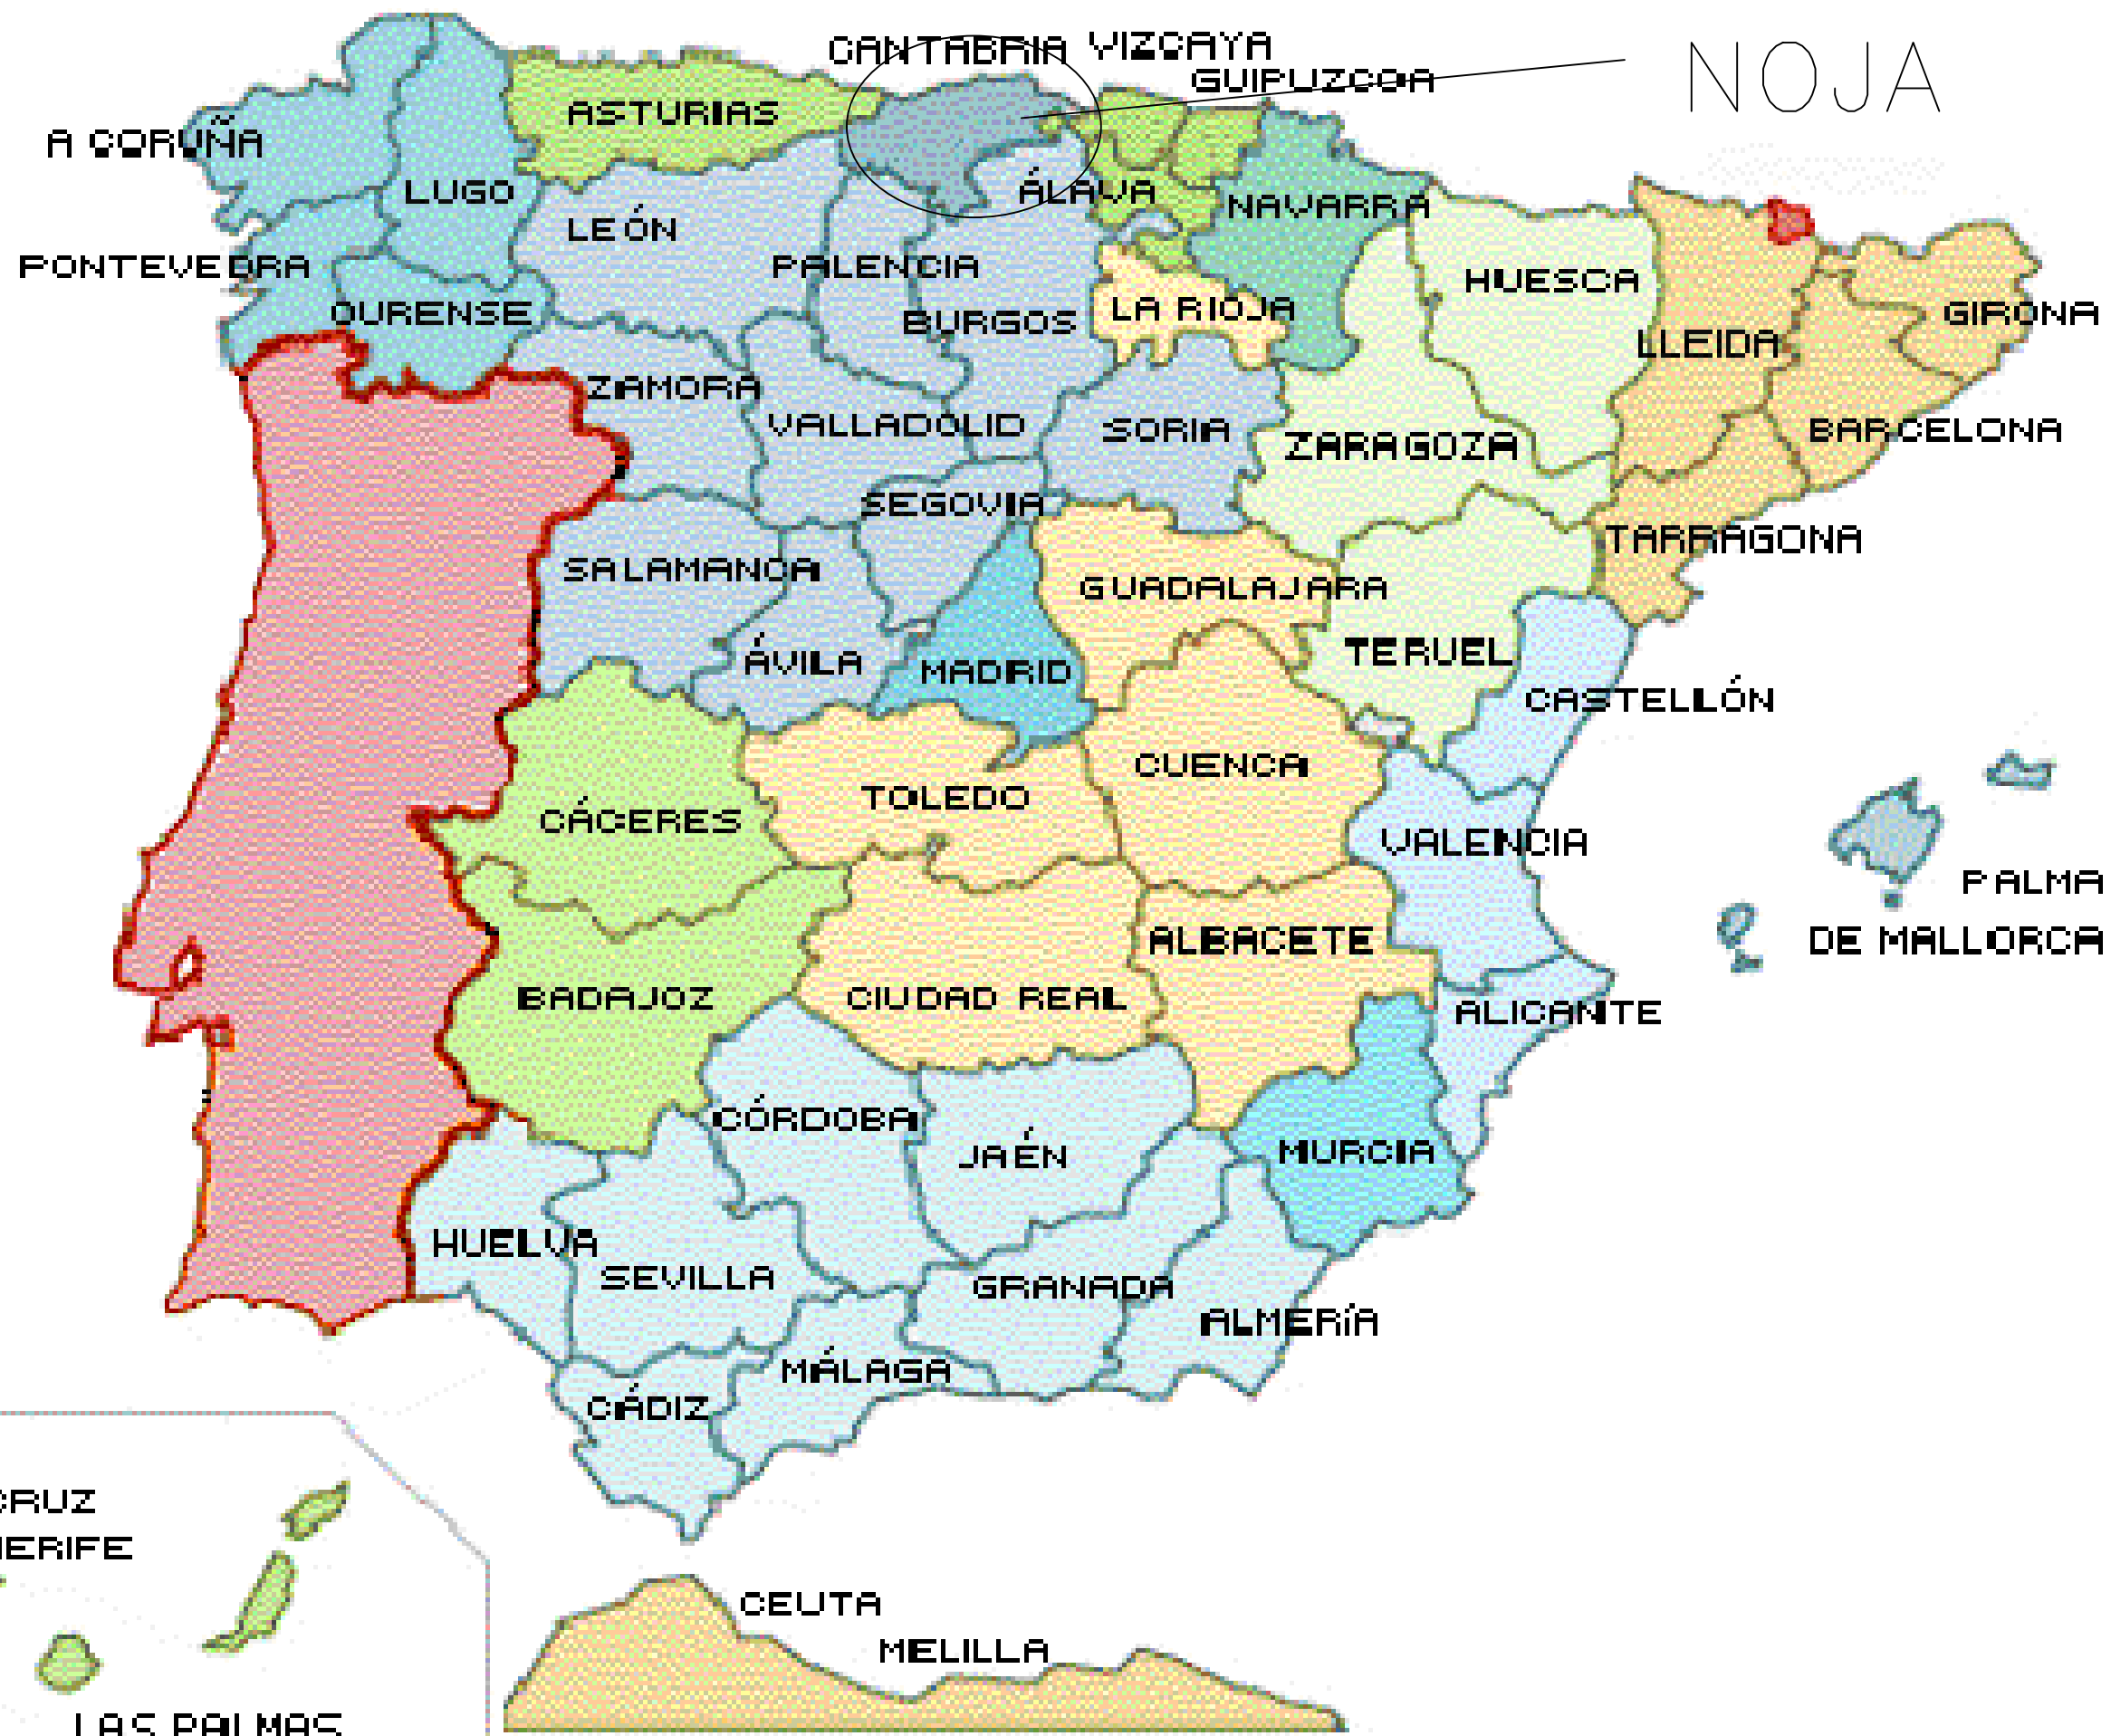 CANTABRIA VIZCAYA
NOJA
GUIPUZCOA
ASTURIAS
A CORUÑA
LUGO
ÁLAVA
NAVARRA
LEÓN
PONTEVEDRA
PALENCIA
HUESCA
OURENSE
BURGOS
LA RIOJA
GIRONA
LLEIDA
ZAMORA
VALLADOLID
SORIA
ZARAGOZA
BARCELONA
SEGOVIA
TARRAGONA
SALAMANCA
GUADALAJARA
ÁVILA
MADRID
TERUEL
CASTELLÓN
CUENCA
TOLEDO
CÁCERES
VALENCIA
PALMA
DE MALLORCA
ALBACETE
BADAJOZ
CIUDAD REAL
ALICANTE
CÓRDOBA
JAÉN
MURCIA
HUELVA
SEVILLA
GRANADA
ALMERíA
MÁLAGA
CÁDIZ
CRUZ
NERIFE
CEUTA
MELILLA
LAS PALMAS